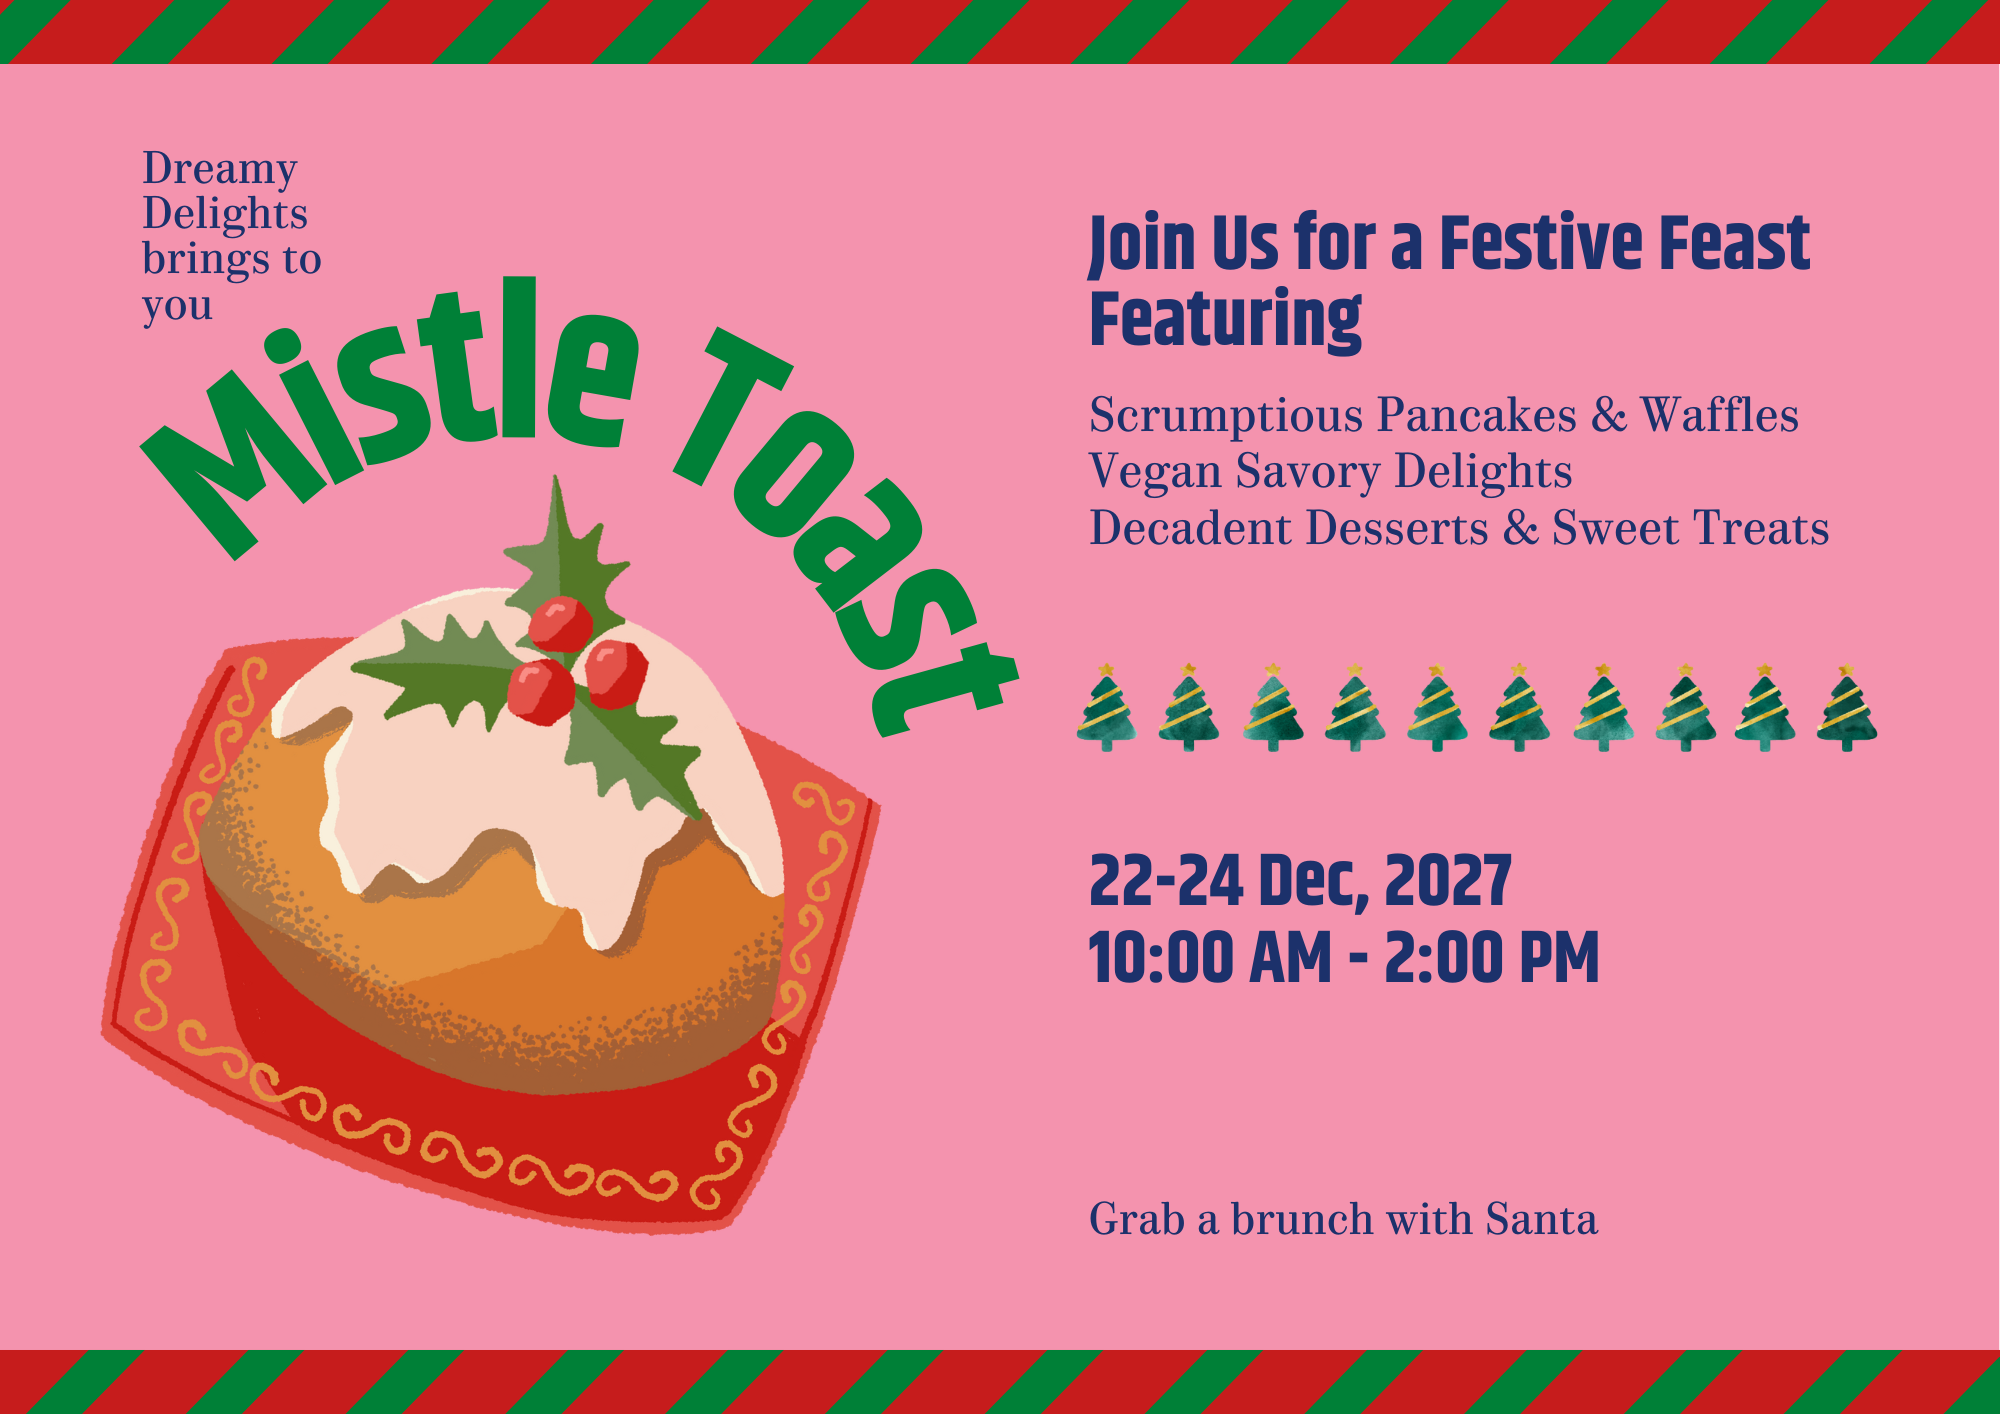 Dreamy
Delights
brings to
you
Mistle Toast
Join Us for a Festive Feast
Featuring
Scrumptious Pancakes & Waffles
Vegan Savory Delights
Decadent Desserts & Sweet Treats
22-24 Dec, 2027
10:00 AM - 2:00 PM
Grab a brunch with Santa